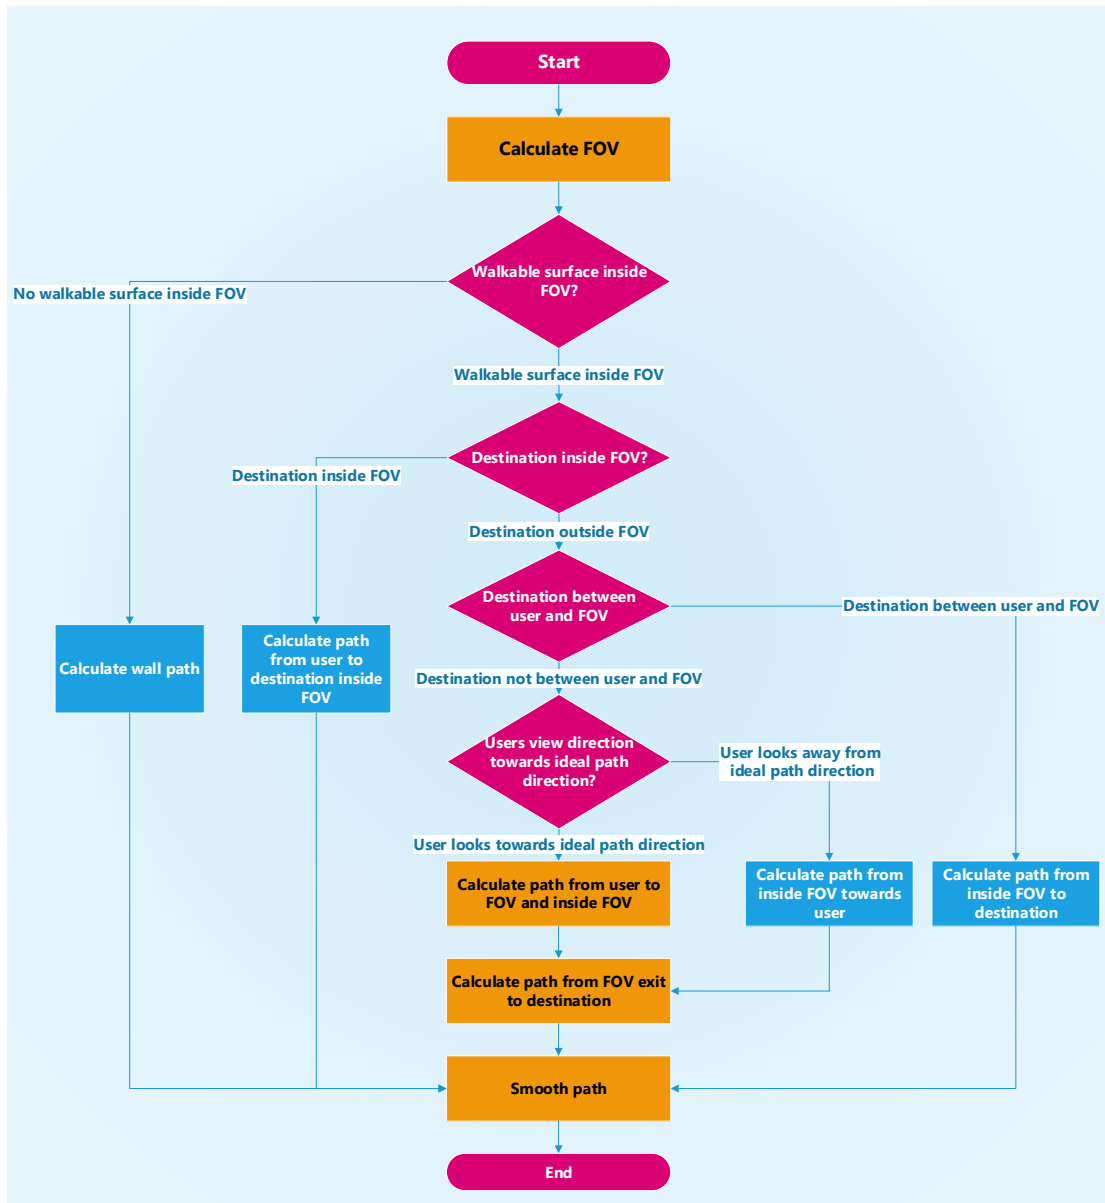 Start
Calculate FOV
Walkable surface inside
FOV?
No walkable surface inside FOV
Walkable surface inside FOV
Destination inside FOV?
Destination inside FOV
Destination outside FOV
Destination between
user and FOV
Destination between user and FOV
Calculate wall path
Calculate path
from user to
destination inside
FOV
Destination not between user and FOV
Users view direction
towards ideal path
direction?
User looks away from
ideal path direction
User looks towards ideal path direction
Calculate path from user to
FOV and inside FOV
Calculate path from
inside FOV towards
user
Calculate path from
inside FOV to
destination
Calculate path from FOV exit
to destination
Smooth path
End